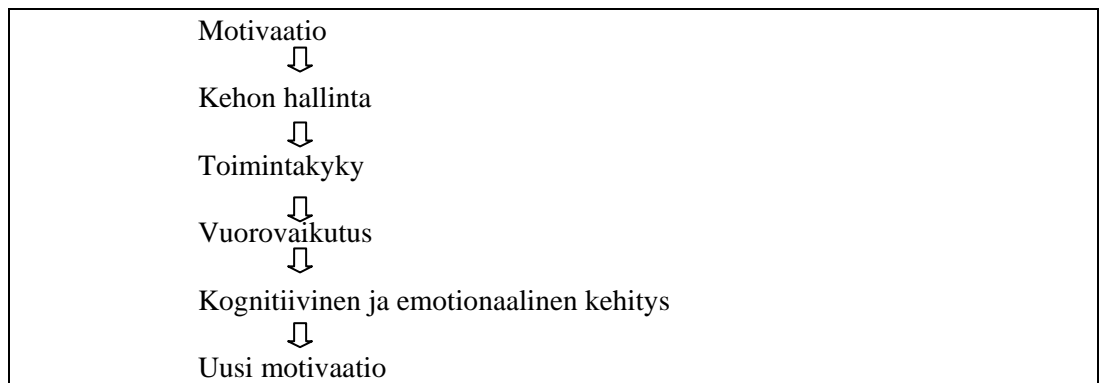 Motivaatio
Kehon hallinta
Toimintakyky
Vuorovaikutus
Kognitiivinen ja emotionaalinen kehitys
Uusi motivaatio